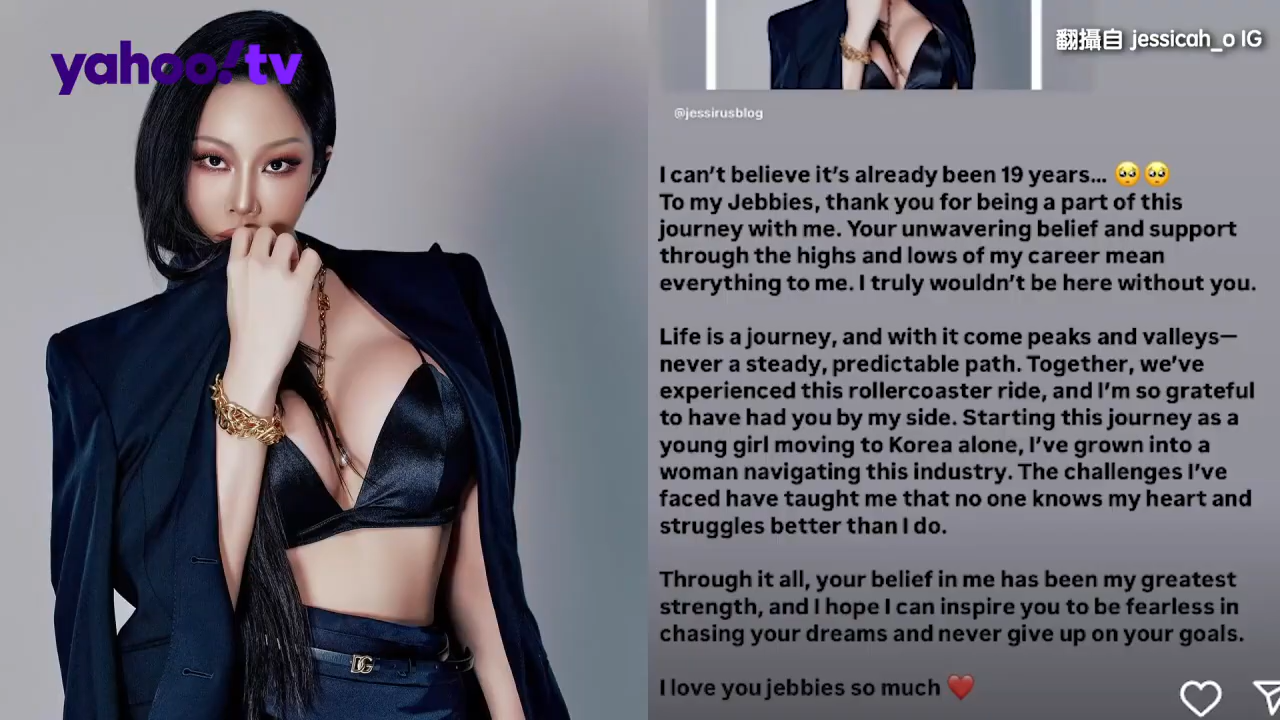 yahoo!tv
翻攝自 jessicah_o IG
@jessirusblog
I can't believe it's already been 19 years... 🥺🥺
To my Jebbies, thank you for being a part of this
journey with me. Your unwavering belief and support
through the highs and lows of my career mean
everything to me. I truly wouldn't be here without you.
Life is a journey, and with it come peaks and valleys—
never a steady, predictable path. Together, we've
experienced this rollercoaster ride, and I'm so grateful
to have had you by my side. Starting this journey as a
young girl moving to Korea alone, I've grown into a
woman navigating this industry. The challenges I've
faced have taught me that no one knows my heart and
struggles better than I do.
Through it all, your belief in me has been my greatest
strength, and I hope I can inspire you to be fearless in
chasing your dreams and never give up on your goals.
I love you jebbies so much ❤️
DG